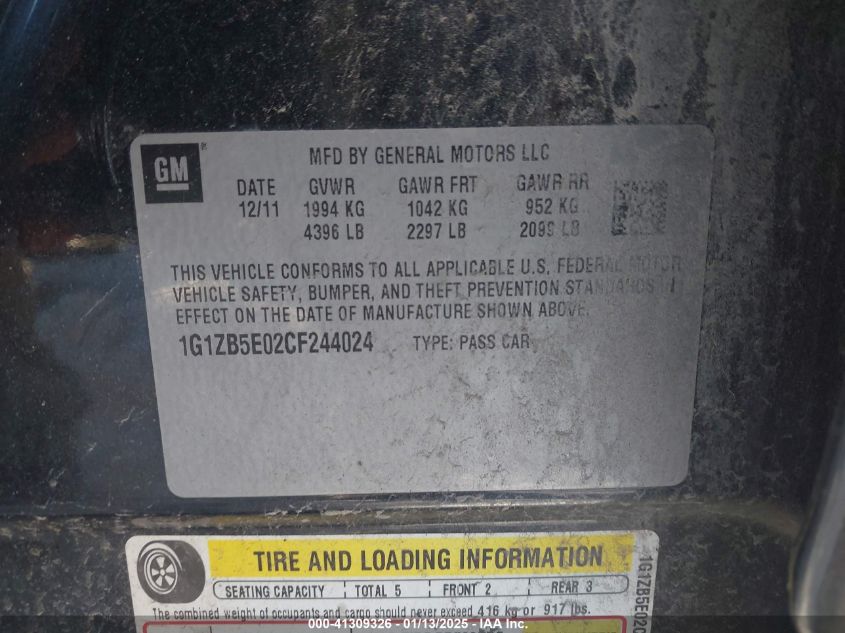 GM®
MFD BY GENERAL MOTORS LLC
DATE GVWR GAWR FRT GAWR RR
12/11 1994 KG 1042 KG 952 KG
4396 LB 2297 LB 2099 LB
THIS VEHICLE CONFORMS TO ALL APPLICABLE U.S. FEDERAL MOTOR
VEHICLE SAFETY, BUMPER, AND THEFT PREVENTION STANDARDS IN
EFFECT ON THE DATE OF MANUFACTURE SHOWN ABOVE.
1G1ZB5E02CF244024 TYPE: PASS CAR
TIRE AND LOADING INFORMATION
SEATING CAPACITY TOTAL 5 FRONT 2 REAR 3
The combined weight of occupants and cargo should never exceed 416 kg or 917 lbs.
1G1ZB5E020
000-41309326 - 01/13/2025 - IAA Inc.